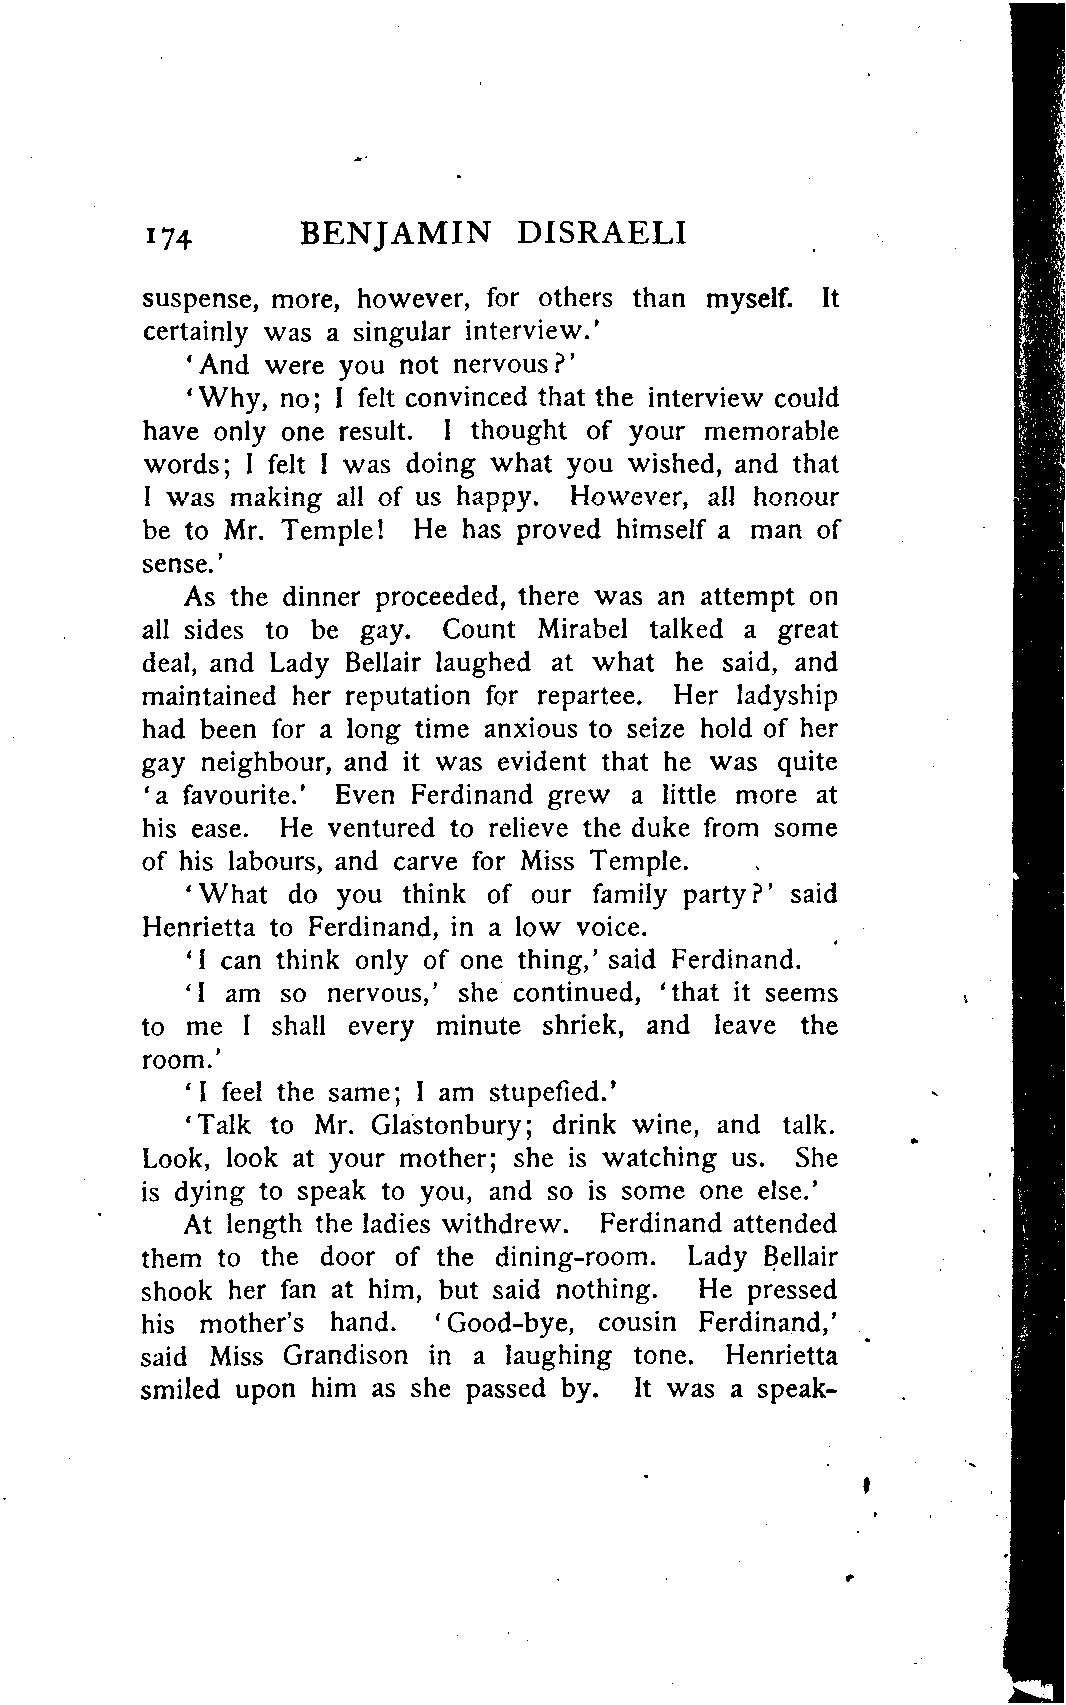 174 BENJAMIN DISRAELI
suspense, more, however, for others than myself. It
certainly was a singular interview.'
'And were you not nervous?'
'Why, no; I felt convinced that the interview could
have only one result. I thought of your memorable
words; I felt I was doing what you wished, and that
I was making all of us happy. However, all honour
be to Mr. Temple! He has proved himself a man of
sense.'
As the dinner proceeded, there was an attempt on
all sides to be gay. Count Mirabel talked a great
deal, and Lady Bellair laughed at what he said, and
maintained her reputation for repartee. Her ladyship
had been for a long time anxious to seize hold of her
gay neighbour, and it was evident that he was quite
'a favourite.' Even Ferdinand grew a little more at
his ease. He ventured to relieve the duke from some
of his labours, and carve for Miss Temple.
'What do you think of our family party?' said
Henrietta to Ferdinand, in a low voice.
'I can think only of one thing,' said Ferdinand.
'I am so nervous,' she continued, 'that it seems
to me I shall every minute shriek, and leave the
room.'
'I feel the same; I am stupefied.'
'Talk to Mr. Glastonbury; drink wine, and talk.
Look, look at your mother; she is watching us. She
is dying to speak to you, and so is some one else.'
At length the ladies withdrew. Ferdinand attended
them to the door of the dining-room. Lady Bellair
shook her fan at him, but said nothing. He pressed
his mother's hand. 'Good-bye, cousin Ferdinand,'
said Miss Grandison in a laughing tone. Henrietta
smiled upon him as she passed by. It was a speak-